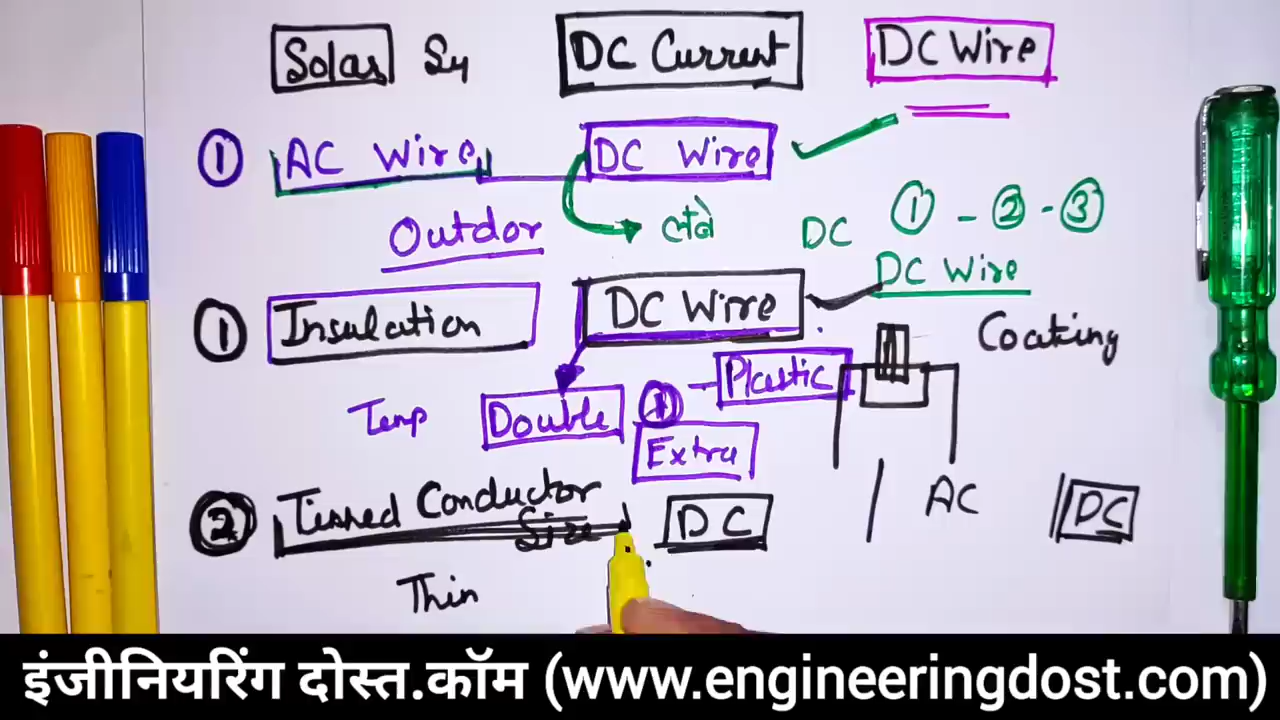 Solar Sy DC Current DC Wire
① AC Wire DC Wire
Outdor DC ① - ② - ③
DC Wire
① Insulation DC Wire
Coating
Plastic
Temp Double ①
Extra
② Tinned Conductor DC AC DC
Size
Thin
इंजीनियरिंग दोस्त.कॉम (www.engineeringdost.com)